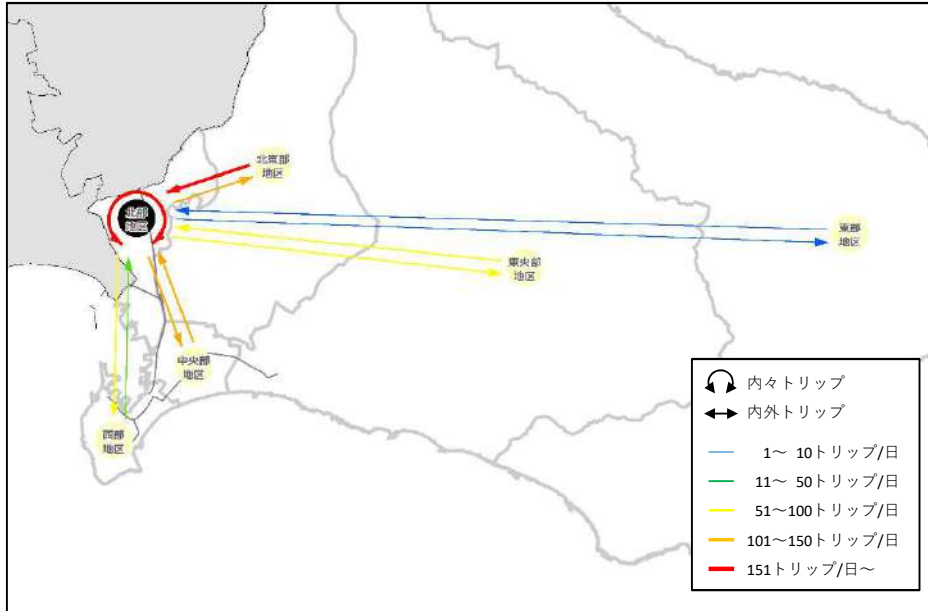 北東部
地区
北部
地区
東部
地区
東央部
地区
中央部
地区
西部
地区
内々トリップ
内外トリップ
1～ 10トリップ/日
11～ 50トリップ/日
51～100トリップ/日
101～150トリップ/日
151トリップ/日～